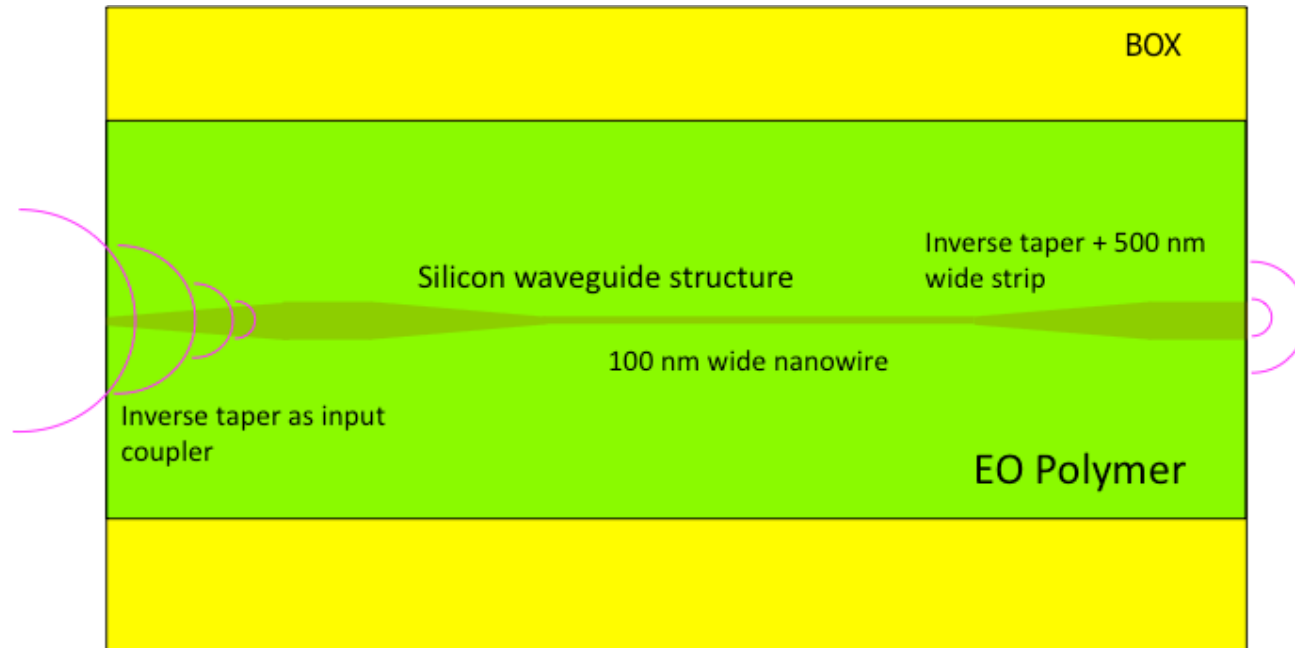 BOX
Inverse taper + 500 nm
wide strip
Silicon waveguide structure
100 nm wide nanowire
Inverse taper as input
coupler
EO Polymer